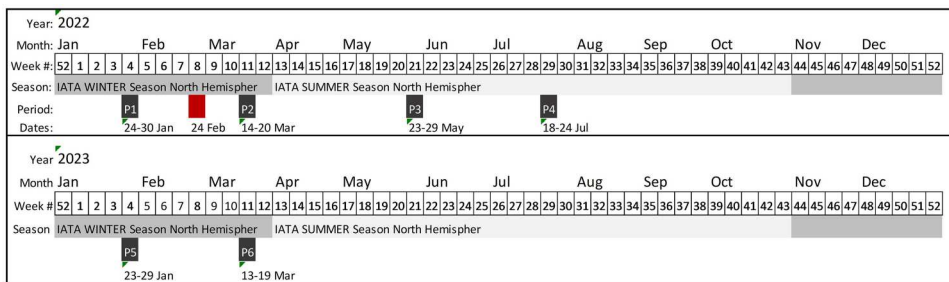 Year: 2022
Month: Jan Feb Mar Apr May Jun Jul Aug Sep Oct Nov Dec
Week #: 52 1 2 3 4 5 6 7 8 9 10 11 12 13 14 15 16 17 18 19 20 21 22 23 24 25 26 27 28 29 30 31 32 33 34 35 36 37 38 39 40 41 42 43 44 45 46 47 48 49 50 51 52
Season: IATA WINTER Season North Hemispher IATA SUMMER Season North Hemispher
Period: P1 P2 P3 P4
Dates: 24-30 Jan 24 Feb 14-20 Mar 23-29 May 18-24 Jul
Year 2023
Month Jan Feb Mar Apr May Jun Jul Aug Sep Oct Nov Dec
Week # 52 1 2 3 4 5 6 7 8 9 10 11 12 13 14 15 16 17 18 19 20 21 22 23 24 25 26 27 28 29 30 31 32 33 34 35 36 37 38 39 40 41 42 43 44 45 46 47 48 49 50 51 52
Season IATA WINTER Season North Hemispher IATA SUMMER Season North Hemispher
P5 P6
23-29 Jan 13-19 Mar